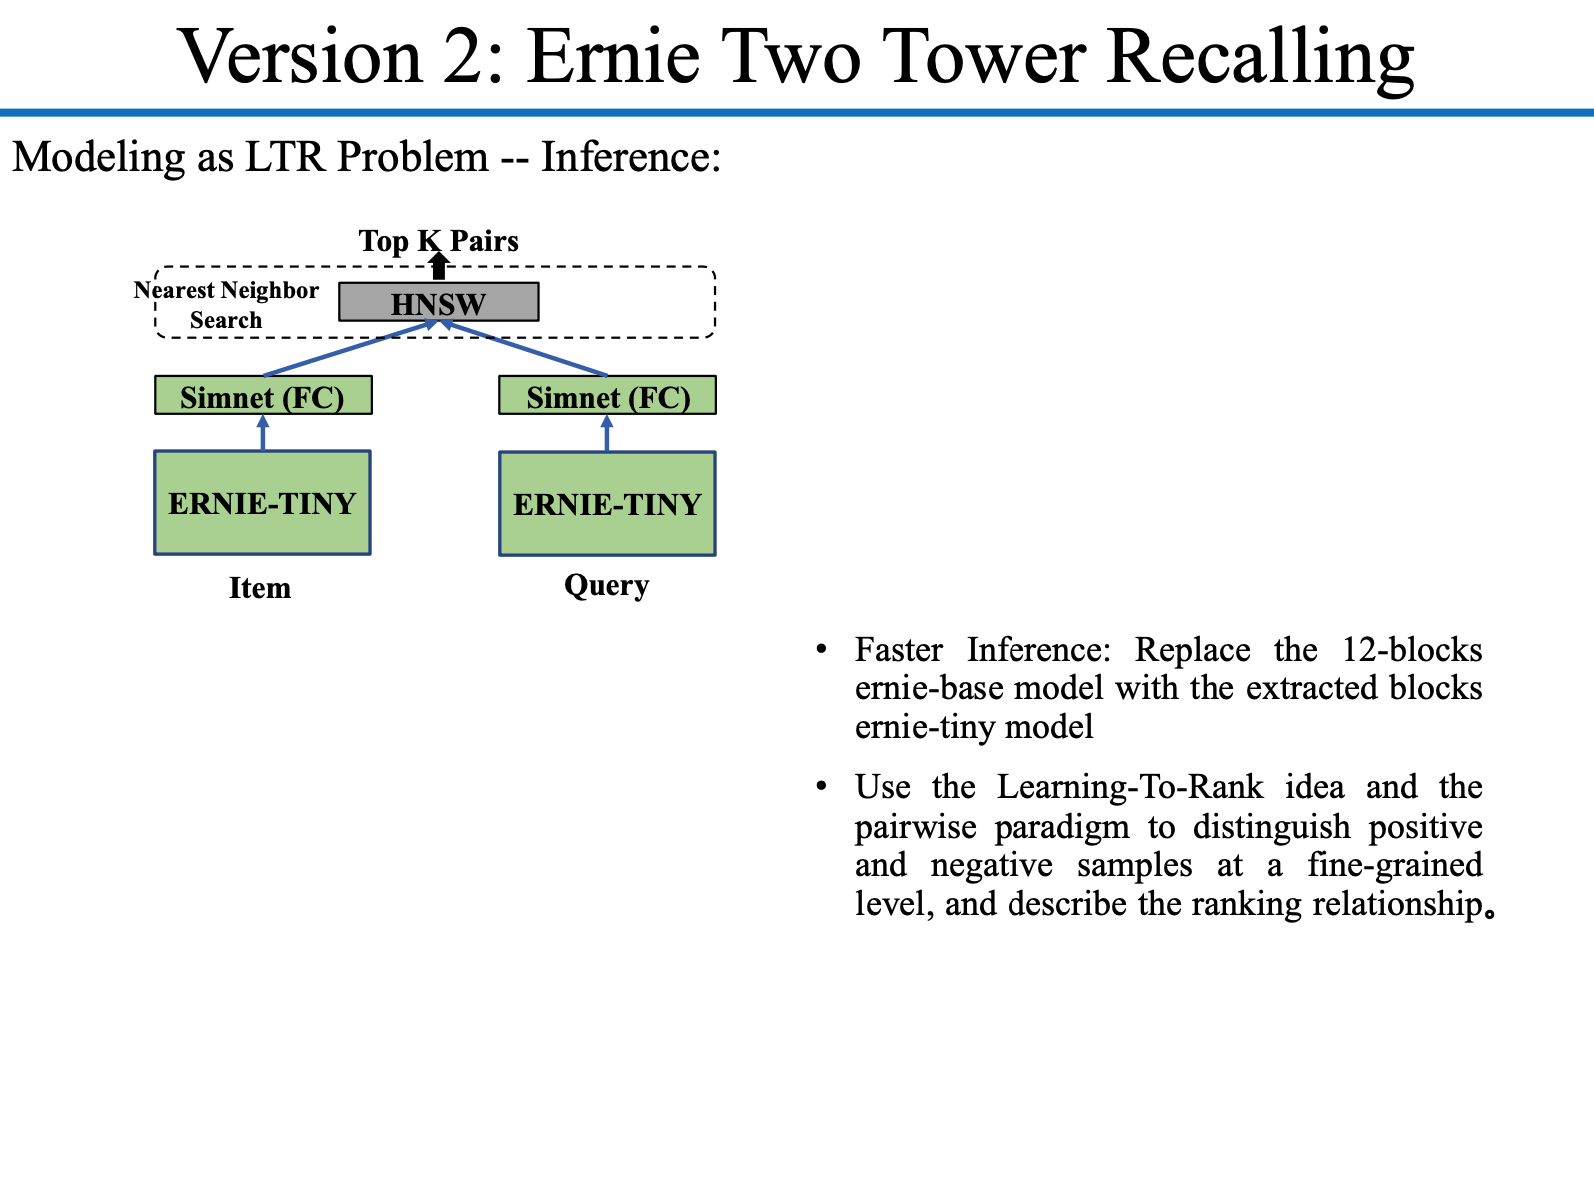 Version 2: Ernie Two Tower Recalling
Modeling as LTR Problem -- Inference:
Top K Pairs
Nearest Neighbor
Search
HNSW
Simnet (FC)
Simnet (FC)
ERNIE-TINY
ERNIE-TINY
Item
Query
• Faster Inference: Replace the 12-blocks
ernie-base model with the extracted blocks
ernie-tiny model
• Use the Learning-To-Rank idea and the
pairwise paradigm to distinguish positive
and negative samples at a fine-grained
level, and describe the ranking relationship。